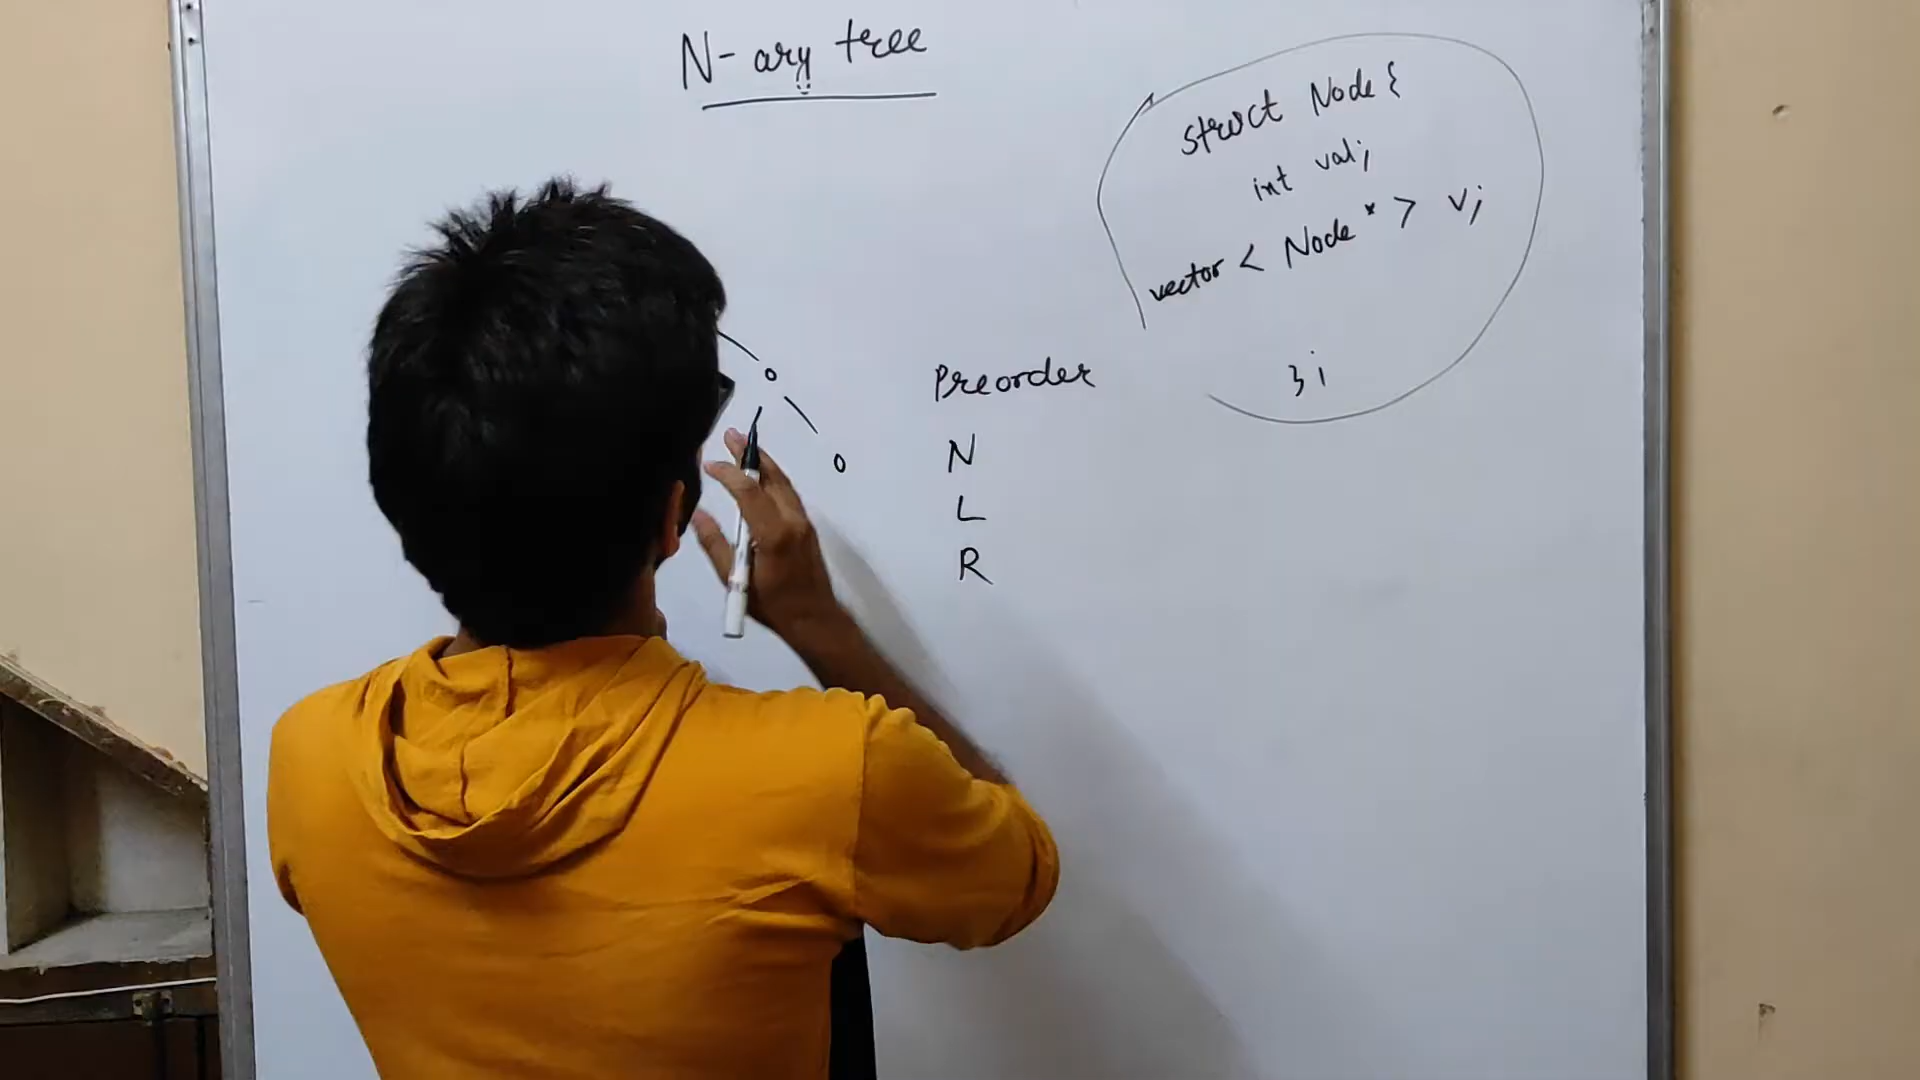 N-ary tree
struct Node {
int val;
vector < Node * > v;
};
Preorder
N
L
R